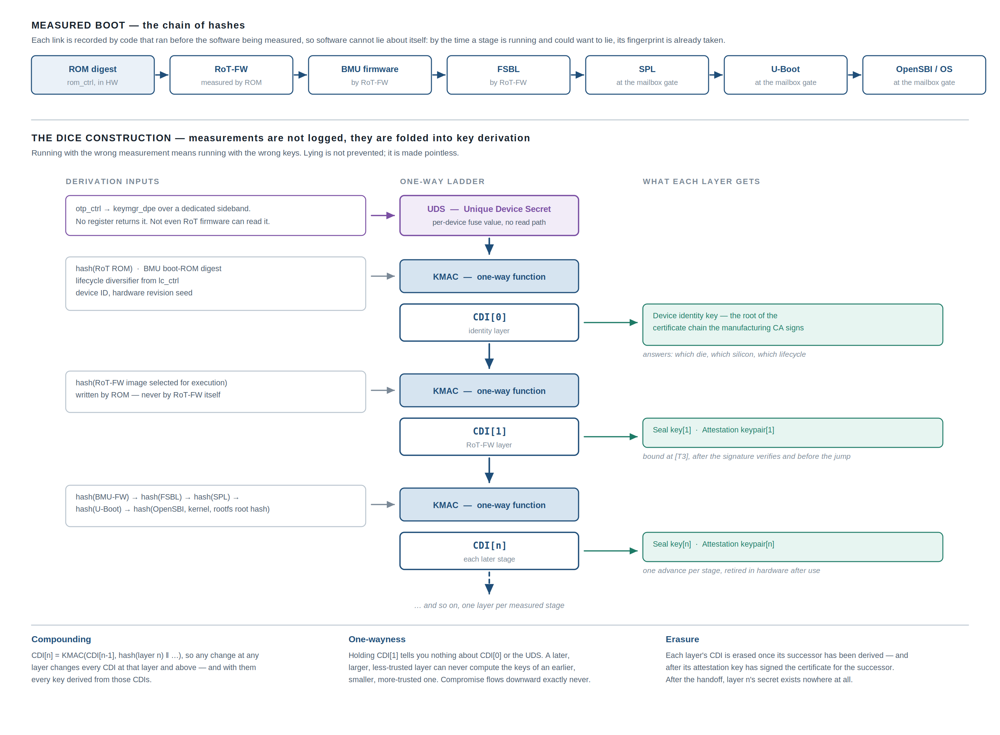 MEASURED BOOT — the chain of hashes
Each link is recorded by code that ran before the software being measured, so software cannot lie about itself: by the time a stage is running and could want to lie, its fingerprint is already taken.
ROM digest
rom_ctrl, in HW
RoT-FW
measured by ROM
BMU firmware
by RoT-FW
FSBL
by RoT-FW
SPL
at the mailbox gate
U-Boot
at the mailbox gate
OpenSBI / OS
at the mailbox gate
THE DICE CONSTRUCTION — measurements are not logged, they are folded into key derivation
Running with the wrong measurement means running with the wrong keys. Lying is not prevented; it is made pointless.
DERIVATION INPUTS
ONE-WAY LADDER
WHAT EACH LAYER GETS
otp_ctrl → keymgr_dpe over a dedicated sideband.
No register returns it. Not even RoT firmware can read it.
UDS — Unique Device Secret
per-device fuse value, no read path
hash(RoT ROM) · BMU boot-ROM digest
lifecycle diversifier from lc_ctrl
device ID, hardware revision seed
KMAC — one-way function
CDI[0]
identity layer
Device identity key — the root of the
certificate chain the manufacturing CA signs
answers: which die, which silicon, which lifecycle
hash(RoT-FW image selected for execution)
written by ROM — never by RoT-FW itself
KMAC — one-way function
CDI[1]
RoT-FW layer
Seal key[1] · Attestation keypair[1]
bound at [T3], after the signature verifies and before the jump
hash(BMU-FW) → hash(FSBL) → hash(SPL) →
hash(U-Boot) → hash(OpenSBI, kernel, rootfs root hash)
KMAC — one-way function
CDI[n]
each later stage
Seal key[n] · Attestation keypair[n]
one advance per stage, retired in hardware after use
… and so on, one layer per measured stage
Compounding
CDI[n] = KMAC(CDI[n-1], hash(layer n) ‖ …), so any change at any
layer changes every CDI at that layer and above — and with them
every key derived from those CDIs.
One-wayness
Holding CDI[1] tells you nothing about CDI[0] or the UDS. A later,
larger, less-trusted layer can never compute the keys of an earlier,
smaller, more-trusted one. Compromise flows downward exactly never.
Erasure
Each layer's CDI is erased once its successor has been derived — and
after its attestation key has signed the certificate for the successor.
After the handoff, layer n's secret exists nowhere at all.